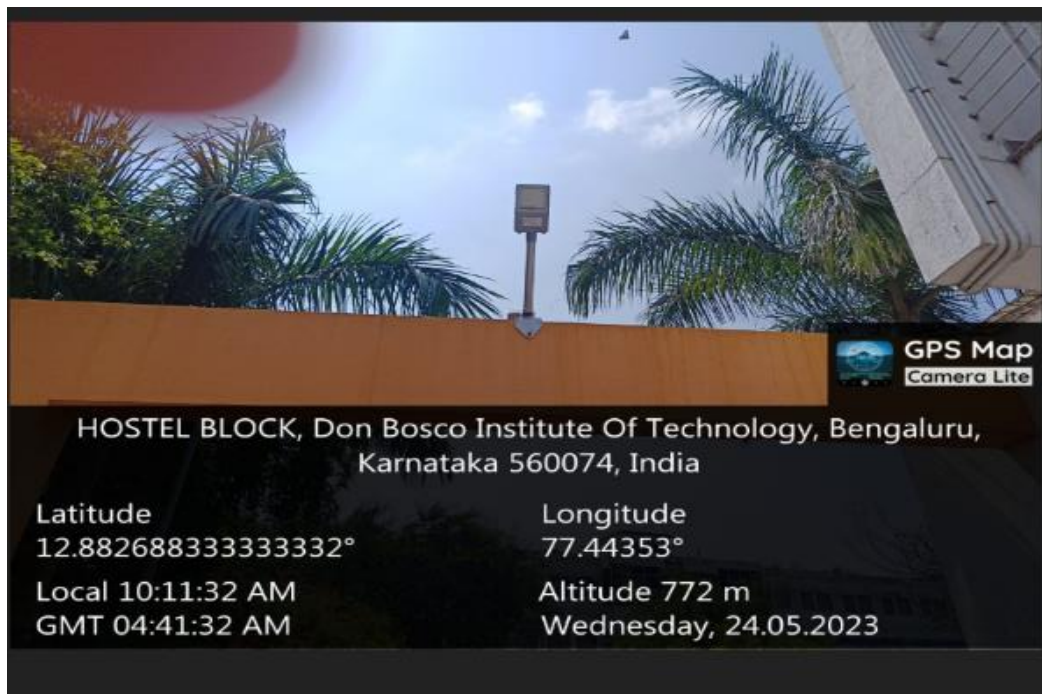 GPS Map
Camera Lite
HOSTEL BLOCK, Don Bosco Institute Of Technology, Bengaluru,
Karnataka 560074, India
Latitude
12.882688333333332°
Longitude
77.44353°
Local 10:11:32 AM
GMT 04:41:32 AM
Altitude 772 m
Wednesday, 24.05.2023